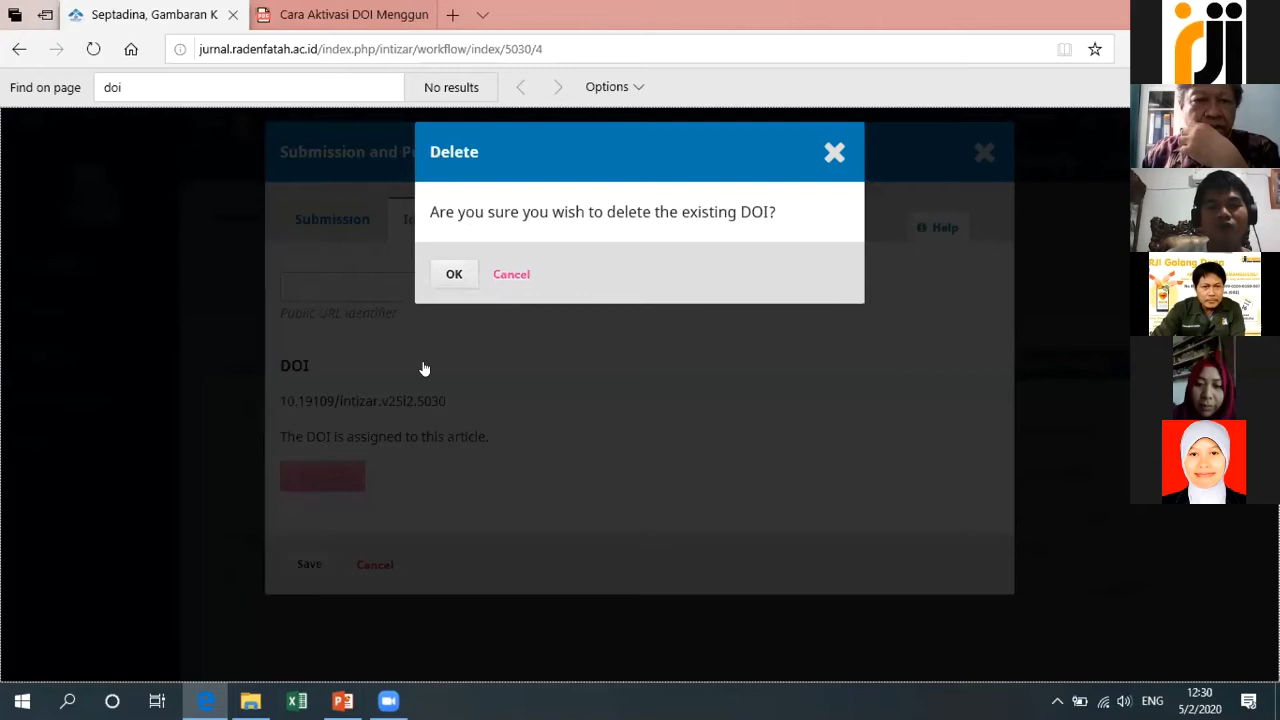 Septadina, Gambaran K
Cara Aktivasi DOI Menggun
jurnal.radenfatah.ac.id/index.php/intizar/workflow/index/5030/4
Find on page
doi
No results
Options
Submission and P
Delete
Are you sure you wish to delete the existing DOI?
OK
Cancel
Submission
Help
Public URL identifier
DOI
10.19109/intizar.v25i2.5030
The DOI is assigned to this article.
Save
Cancel
rji
RJI Galang Dana
ENG
12:30
5/2/2020